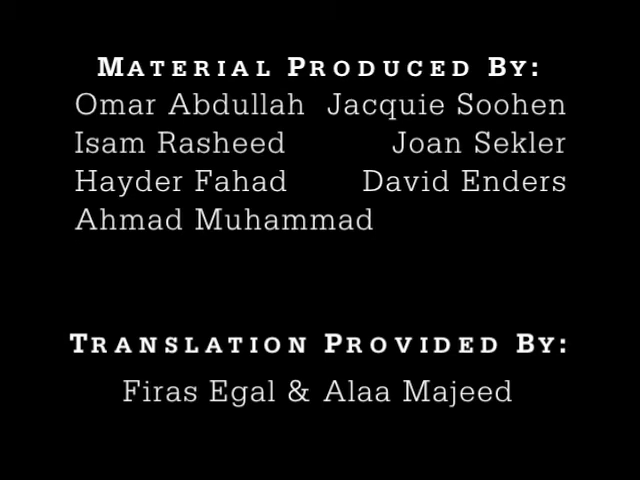 MATERIAL PRODUCED BY:
Omar Abdullah Jacquie Soohen
Isam Rasheed Joan Sekler
Hayder Fahad David Enders
Ahmad Muhammad
TRANSLATION PROVIDED BY:
Firas Egal & Alaa Majeed